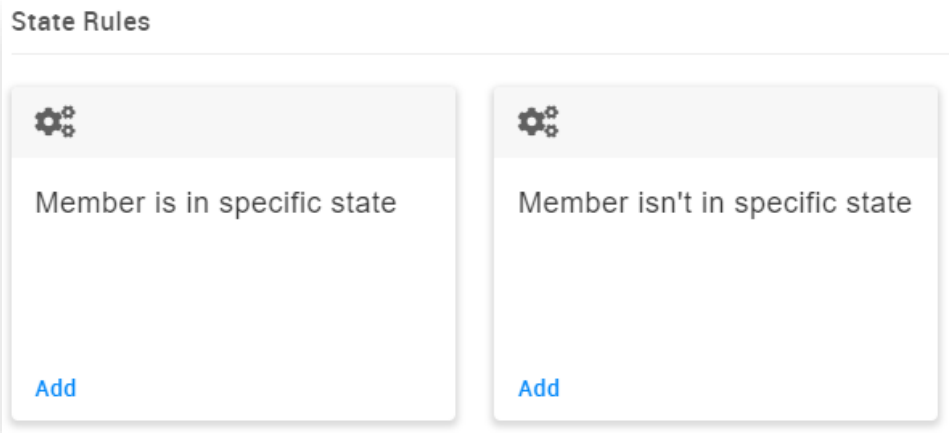 State Rules
Member is in specific state
Member isn't in specific state
Add
Add